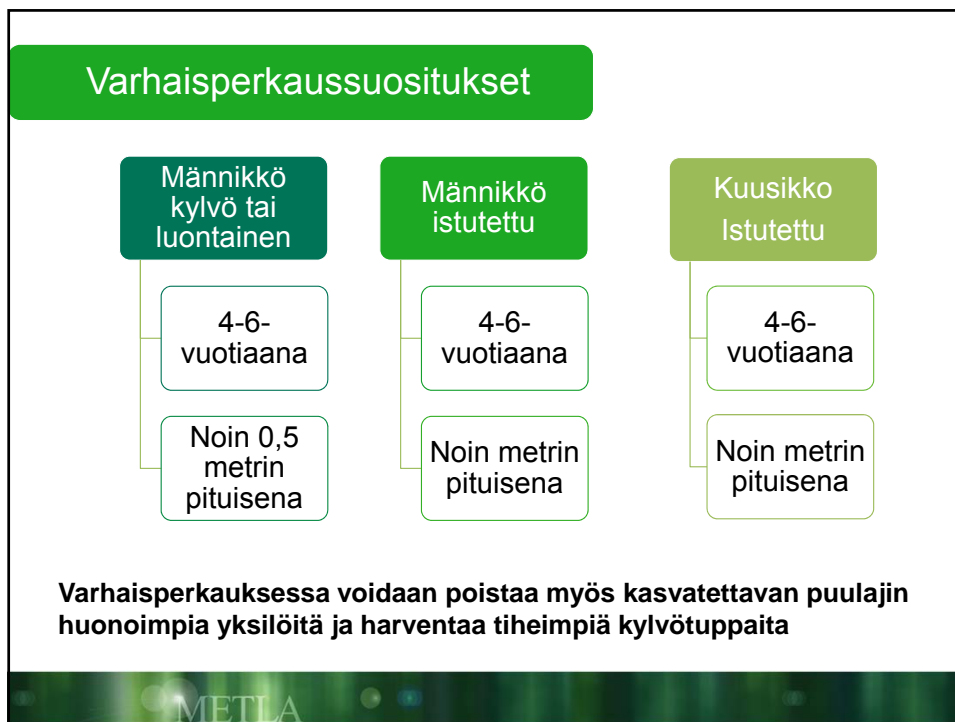 Varhaisperkaussuositukset
Männikkö
kylvö tai
luontainen
4-6-
vuotiaana
Noin 0,5
metrin
pituisena
Männikkö
istutettu
4-6-
vuotiaana
Noin metrin
pituisena
Kuusikko
Istutettu
4-6-
vuotiaana
Noin metrin
pituisena
Varhaisperkauksessa voidaan poistaa myös kasvatettavan puulajin
huonoimpia yksilöitä ja harventaa tiheimpiä kylvötuppaita
METLA